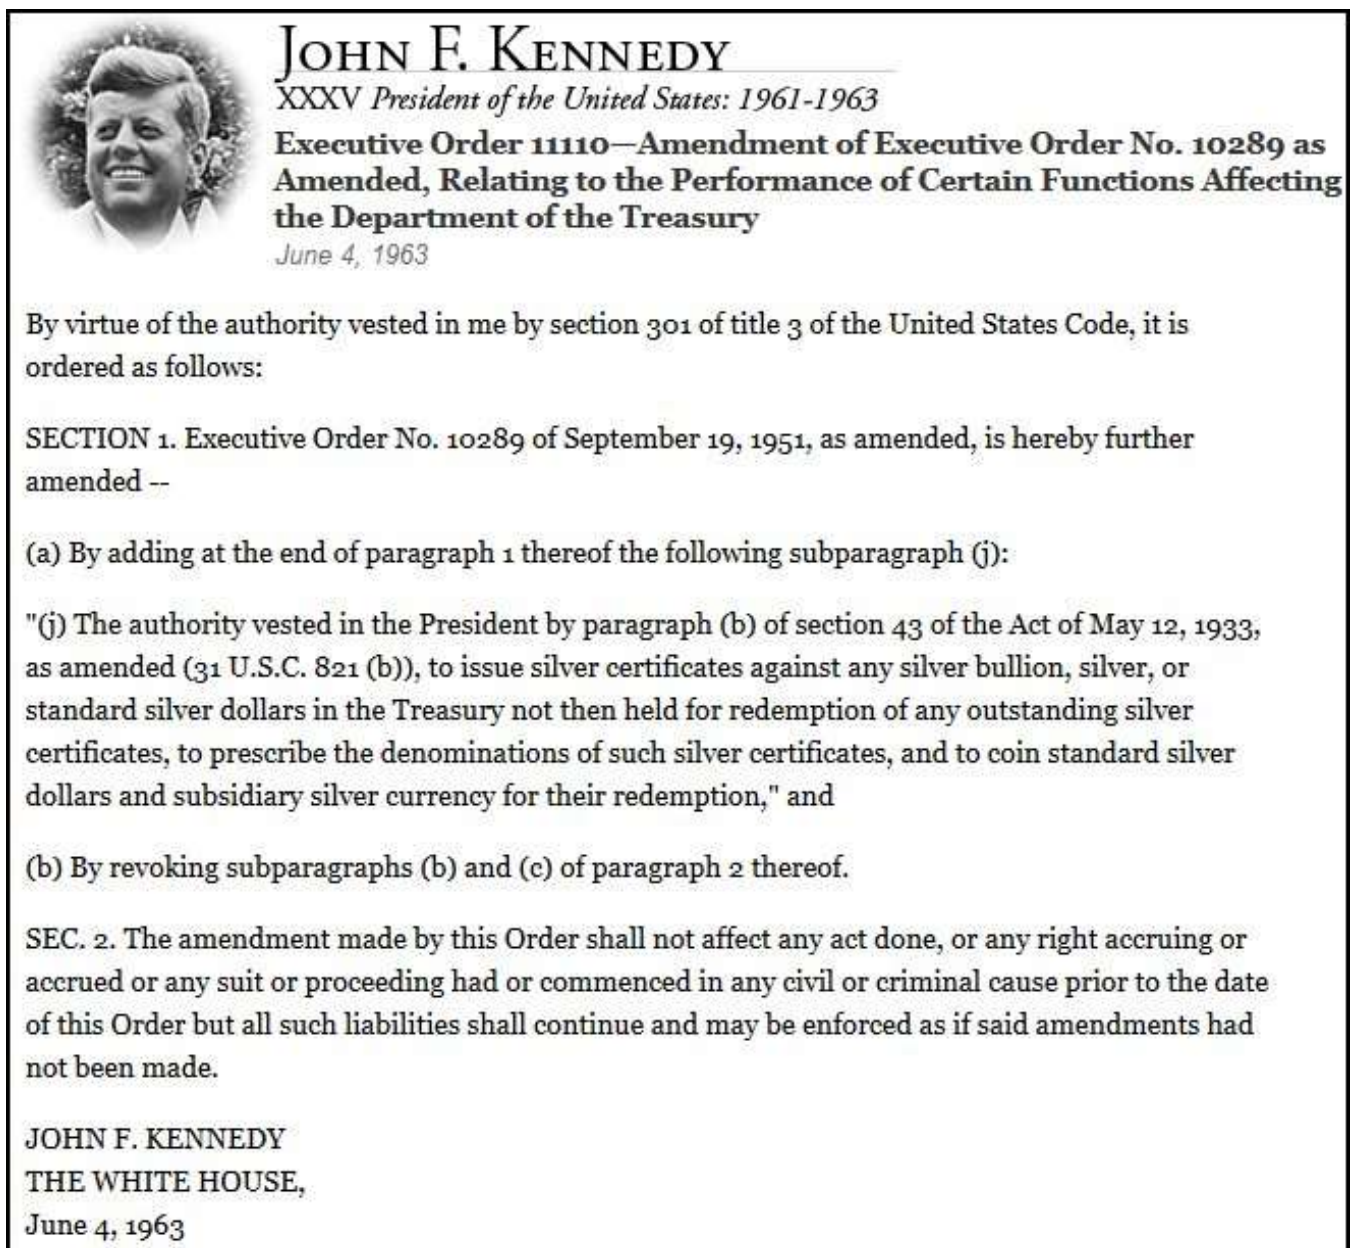 JOHN F. KENNEDY
XXXV President of the United States: 1961-1963
Executive Order 11110—Amendment of Executive Order No. 10289 as
Amended, Relating to the Performance of Certain Functions Affecting
the Department of the Treasury
June 4, 1963
By virtue of the authority vested in me by section 301 of title 3 of the United States Code, it is
ordered as follows:
SECTION 1. Executive Order No. 10289 of September 19, 1951, as amended, is hereby further
amended --
(a) By adding at the end of paragraph 1 thereof the following subparagraph (j):
"(j) The authority vested in the President by paragraph (b) of section 43 of the Act of May 12, 1933,
as amended (31 U.S.C. 821 (b)), to issue silver certificates against any silver bullion, silver, or
standard silver dollars in the Treasury not then held for redemption of any outstanding silver
certificates, to prescribe the denominations of such silver certificates, and to coin standard silver
dollars and subsidiary silver currency for their redemption," and
(b) By revoking subparagraphs (b) and (c) of paragraph 2 thereof.
SEC. 2. The amendment made by this Order shall not affect any act done, or any right accruing or
accrued or any suit or proceeding had or commenced in any civil or criminal cause prior to the date
of this Order but all such liabilities shall continue and may be enforced as if said amendments had
not been made.
JOHN F. KENNEDY
THE WHITE HOUSE,
June 4, 1963